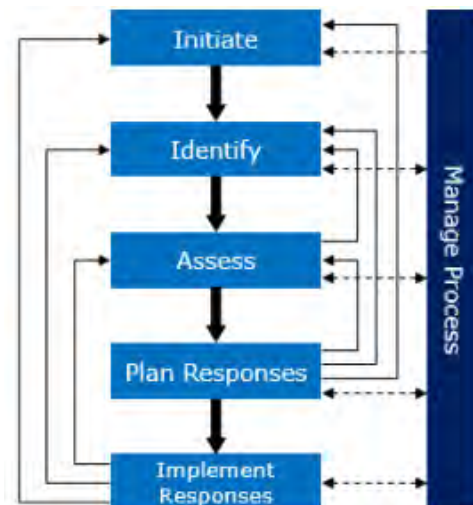 Initiate
Identify
Assess
Plan Responses
Implement
Responses
Manage Process